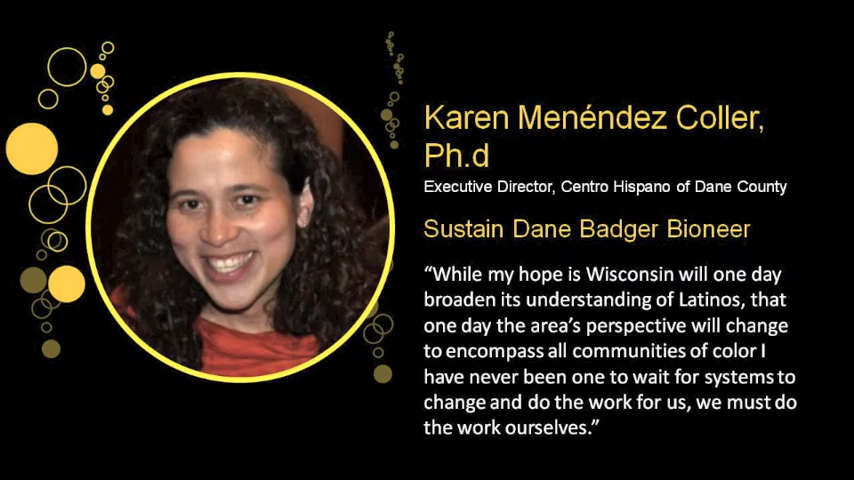 Karen Menéndez Coller,
Ph.d
Executive Director, Centro Hispano of Dane County
Sustain Dane Badger Bioneer
“While my hope is Wisconsin will one day
broaden its understanding of Latinos, that
one day the area’s perspective will change
to encompass all communities of color I
have never been one to wait for systems to
change and do the work for us, we must do
the work ourselves.”